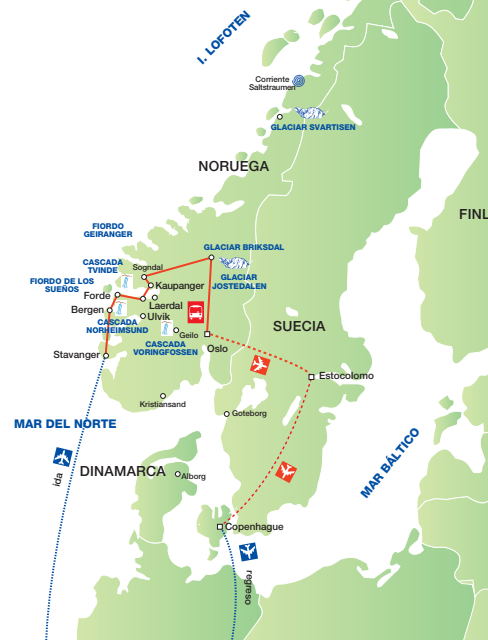 I. LOFOTEN
Corriente
Saltstraumen
GLACIAR SVARTISEN
NORUEGA
FINL
FIORDO
GEIRANGER
GLACIAR BRIKSDAL
CASCADA
TVINDE
Sogndal
GLACIAR
JOSTEDALEN
FIORDO DE LOS
SUEÑOS
Kaupanger
Forde
Laerdal
Bergen
Ulvik
CASCADA
NORHEIMSUND
Geilo
SUECIA
CASCADA
VORINGFOSSEN
Oslo
Stavanger
Estocolomo
Kristiansand
Goteborg
MAR DEL NORTE
MAR BÁLTICO
ida
DINAMARCA
Alborg
Copenhague
regreso